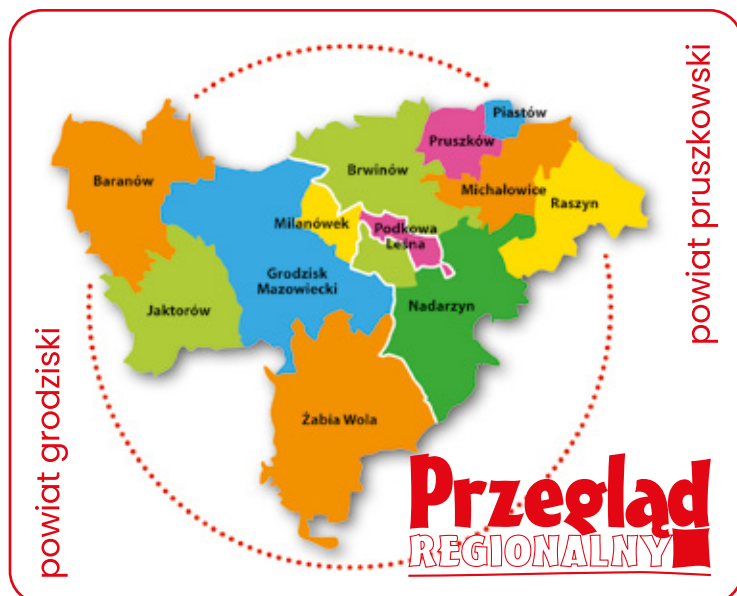 Piastów
powiat pruszkowski
Pruszków
Brwinów
Baranów
Michałowice
Raszyn
Milanówek
Podkowa
Leśna
Grodzisk
Mazowiecki
Nadarzyn
Jaktorów
powiat grodziski
Żabia Wola
Przegląd
REGIONALNY